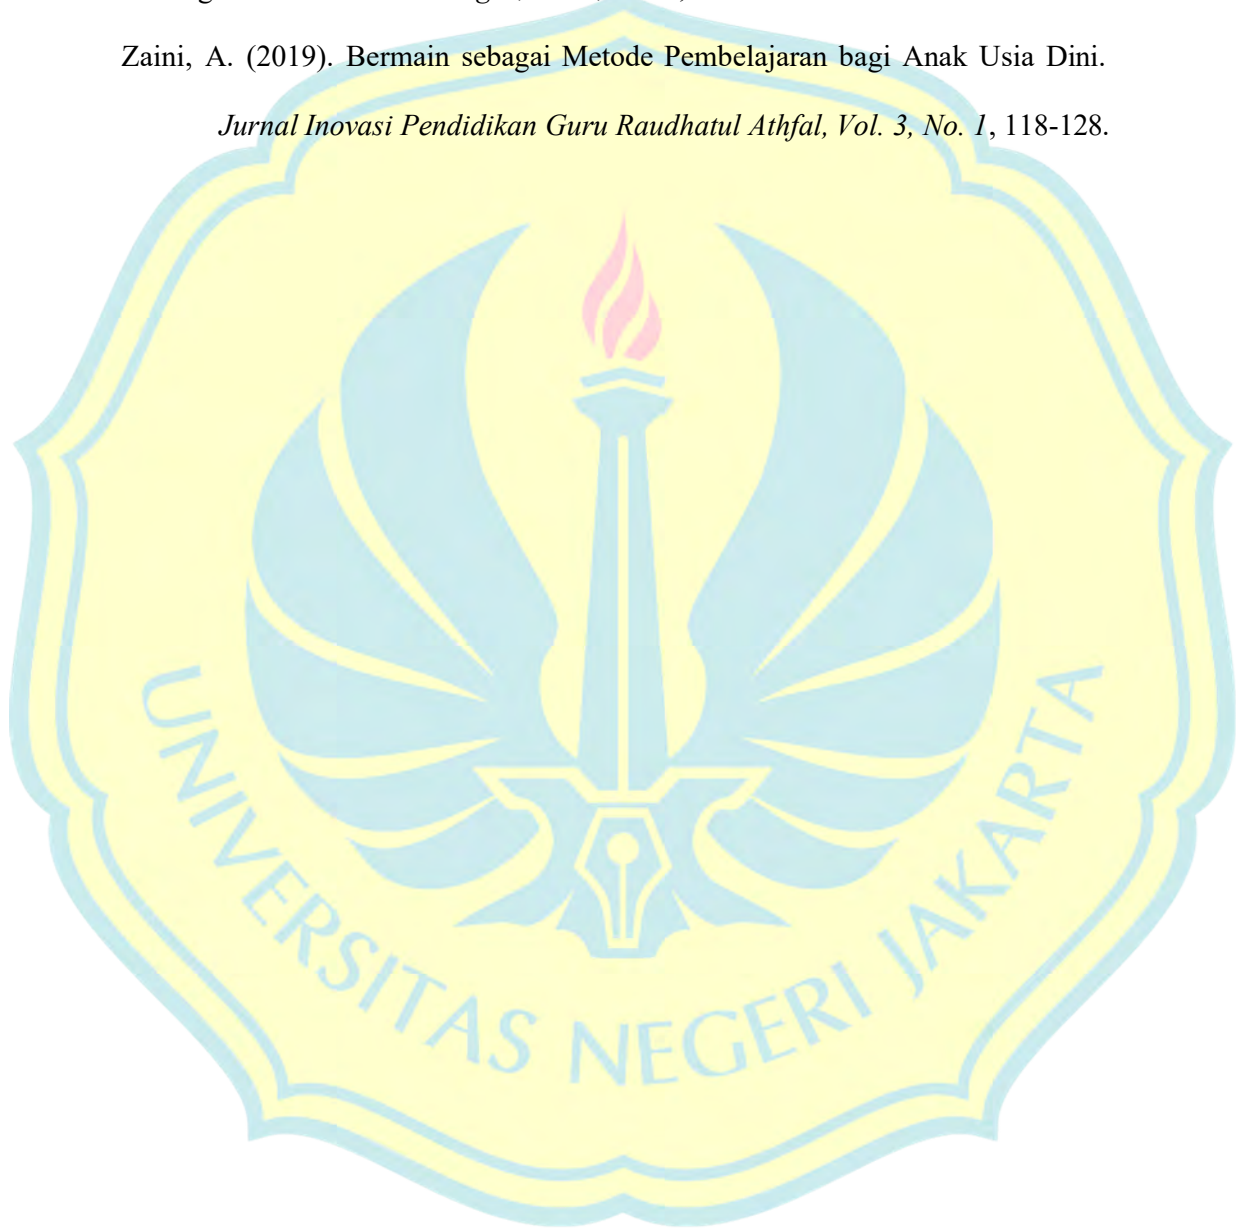 Zaini, A. (2019). Bermain sebagai Metode Pembelajaran bagi Anak Usia Dini.
Jurnal Inovasi Pendidikan Guru Raudhatul Athfal, Vol. 3, No. 1, 118-128.
UNIVERSITAS NEGERI JAKARTA